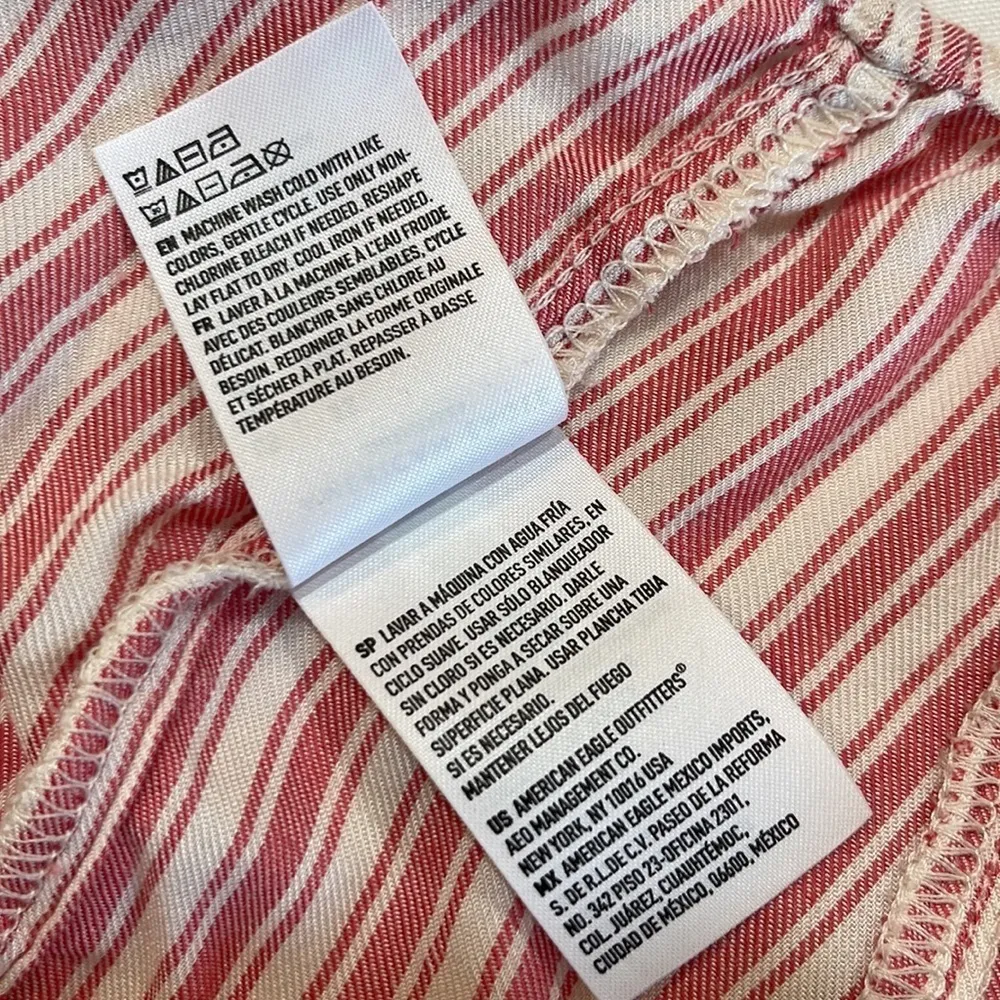 EN MACHINE WASH COLD WITH LIKE
COLORS, GENTLE CYCLE. USE ONLY NON-
CHLORINE BLEACH IF NEEDED. RESHAPE
LAY FLAT TO DRY. COOL IRON IF NEEDED.
FR LAVER À LA MACHINE À L'EAU FROIDE
AVEC DES COULEURS SEMBLABLES, CYCLE
DÉLICAT. BLANCHIR SANS CHLORE AU
BESOIN. REDONNER LA FORME ORIGINALE
ET SÉCHER À PLAT. REPASSER À BASSE
TEMPÉRATURE AU BESOIN.
SP LAVAR A MÁQUINA CON AGUA FRÍA
CON PRENDAS DE COLORES SIMILARES, EN
CICLO SUAVE. USAR SÓLO BLANQUEADOR
SIN CLORO SI ES NECESARIO. DARLE
FORMA Y PONGA A SECAR SOBRE UNA
SUPERFICIE PLANA. USAR PLANCHA TIBIA
SI ES NECESARIO.
MANTENER LEJOS DEL FUEGO
US AMERICAN EAGLE OUTFITTERS®
AEO MANAGEMENT CO.
NEW YORK, NY 10016 USA
MX AMERICAN EAGLE MEXICO IMPORTS,
S. DE R.L.DE C.V. PASEO DE LA REFORMA
NO. 342 PISO 23-OFICINA 2301,
COL. JUÁREZ, CUAUHTÉMOC,
CIUDAD DE MÉXICO, 06600, MÉXICO